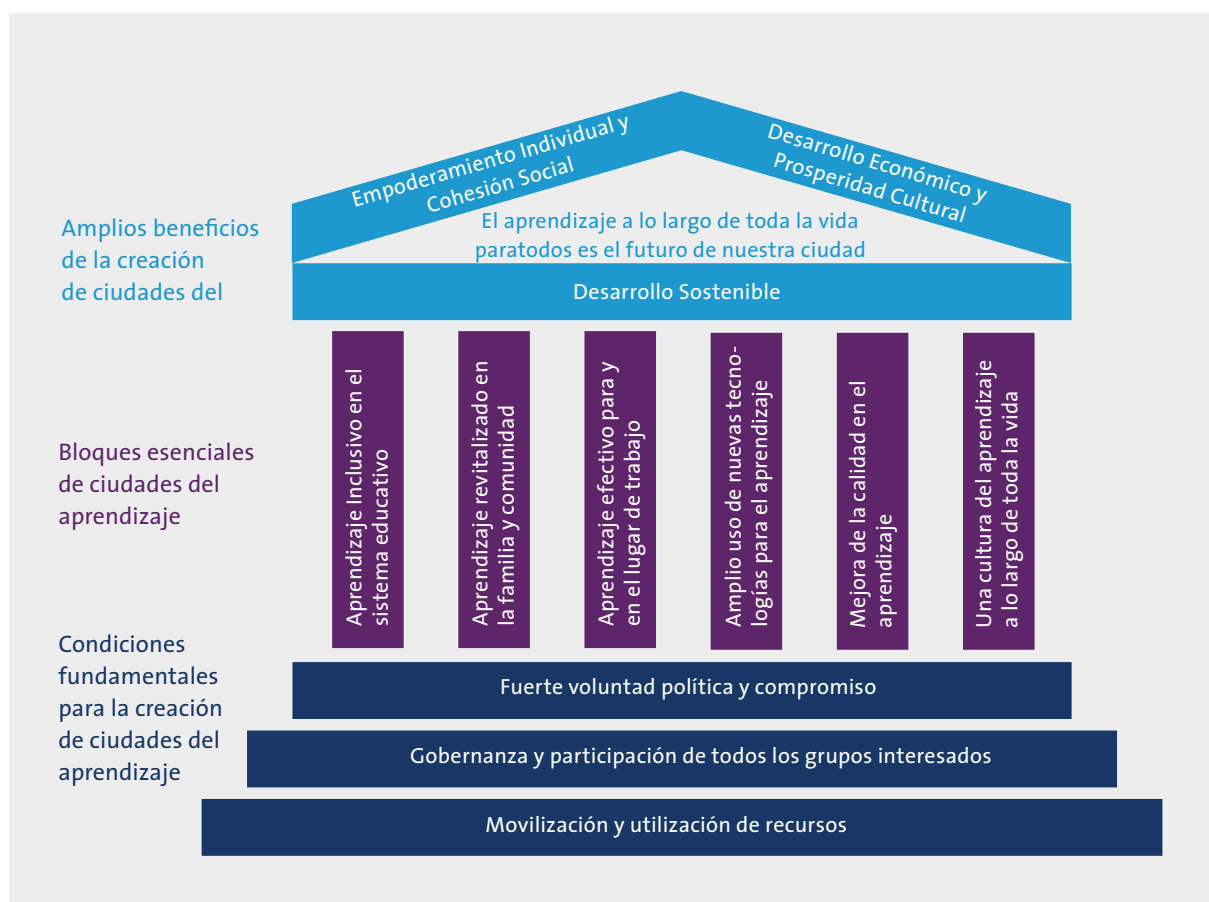 Empoderamiento Individual y
Cohesión Social
Desarrollo Económico y
Prosperidad Cultural
El aprendizaje a lo largo de toda la vida
paratodos es el futuro de nuestra ciudad
Amplios beneficios
de la creación
de ciudades del
Desarrollo Sostenible
Bloques esenciales
de ciudades del
aprendizaje
Aprendizaje Inclusivo en el
sistema educativo
Aprendizaje revitalizado en
la familia y comunidad
Aprendizaje efectivo para y
en el lugar de trabajo
Amplio uso de nuevas tecno-
logías para el aprendizaje
Mejora de la calidad en el
aprendizaje
Una cultura del aprendizaje
a lo largo de toda la vida
Condiciones
fundamentales
para la creación
de ciudades del
aprendizaje
Fuerte voluntad política y compromiso
Gobernanza y participación de todos los grupos interesados
Movilización y utilización de recursos